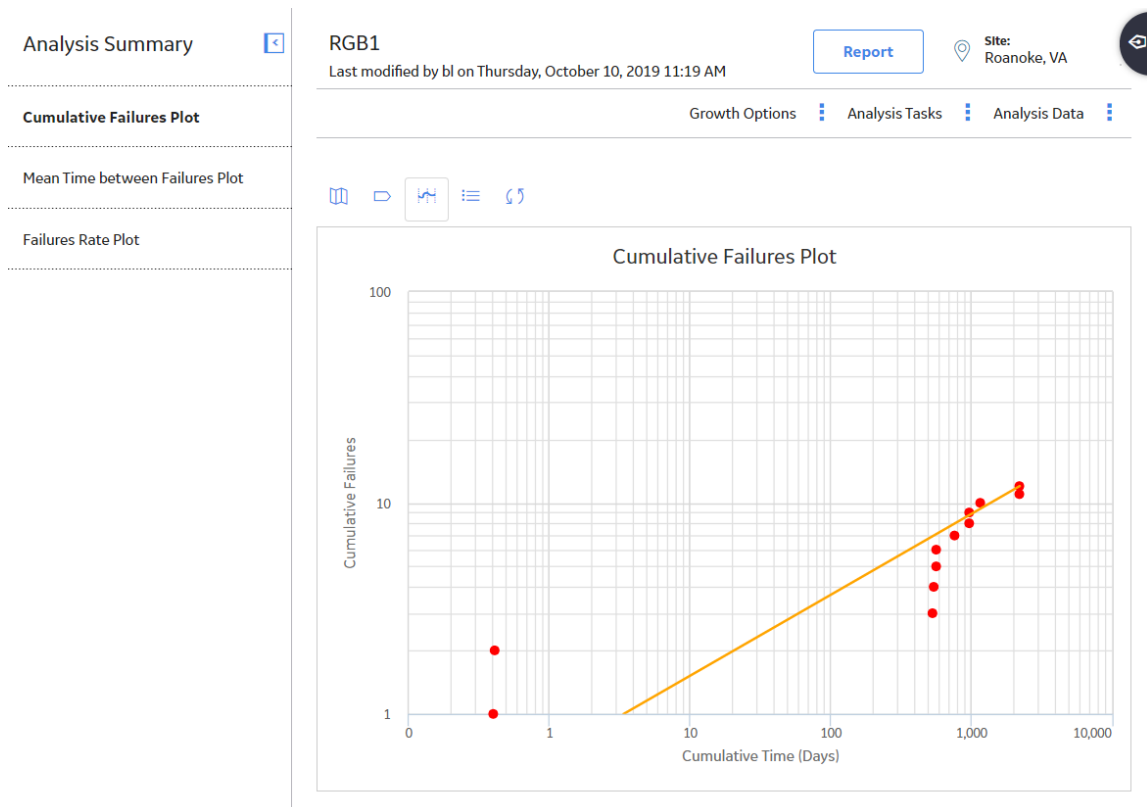 Analysis Summary
Cumulative Failures Plot
Mean Time between Failures Plot
Failures Rate Plot
RGB1
Last modified by bl on Thursday, October 10, 2019 11:19 AM
Report
Site:
Roanoke, VA
Growth Options
Analysis Tasks
Analysis Data
Cumulative Failures Plot
Cumulative Failures
100
10
1
0 1 10 100 1,000 10,000
Cumulative Time (Days)